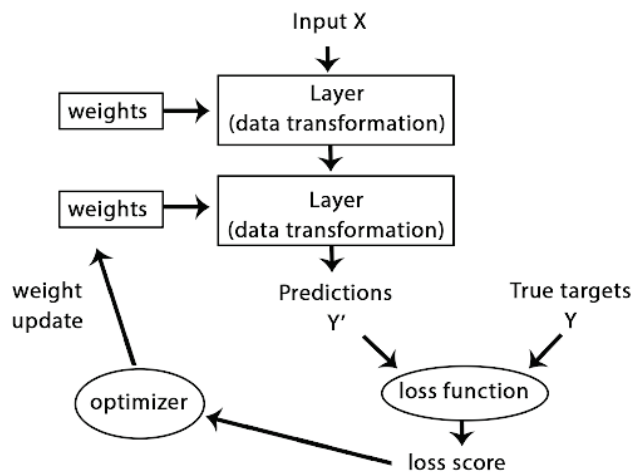 Input X
Layer
(data transformation)
weights
Layer
(data transformation)
weights
weight
update
Predictions
Y'
True targets
Y
optimizer
loss function
loss score